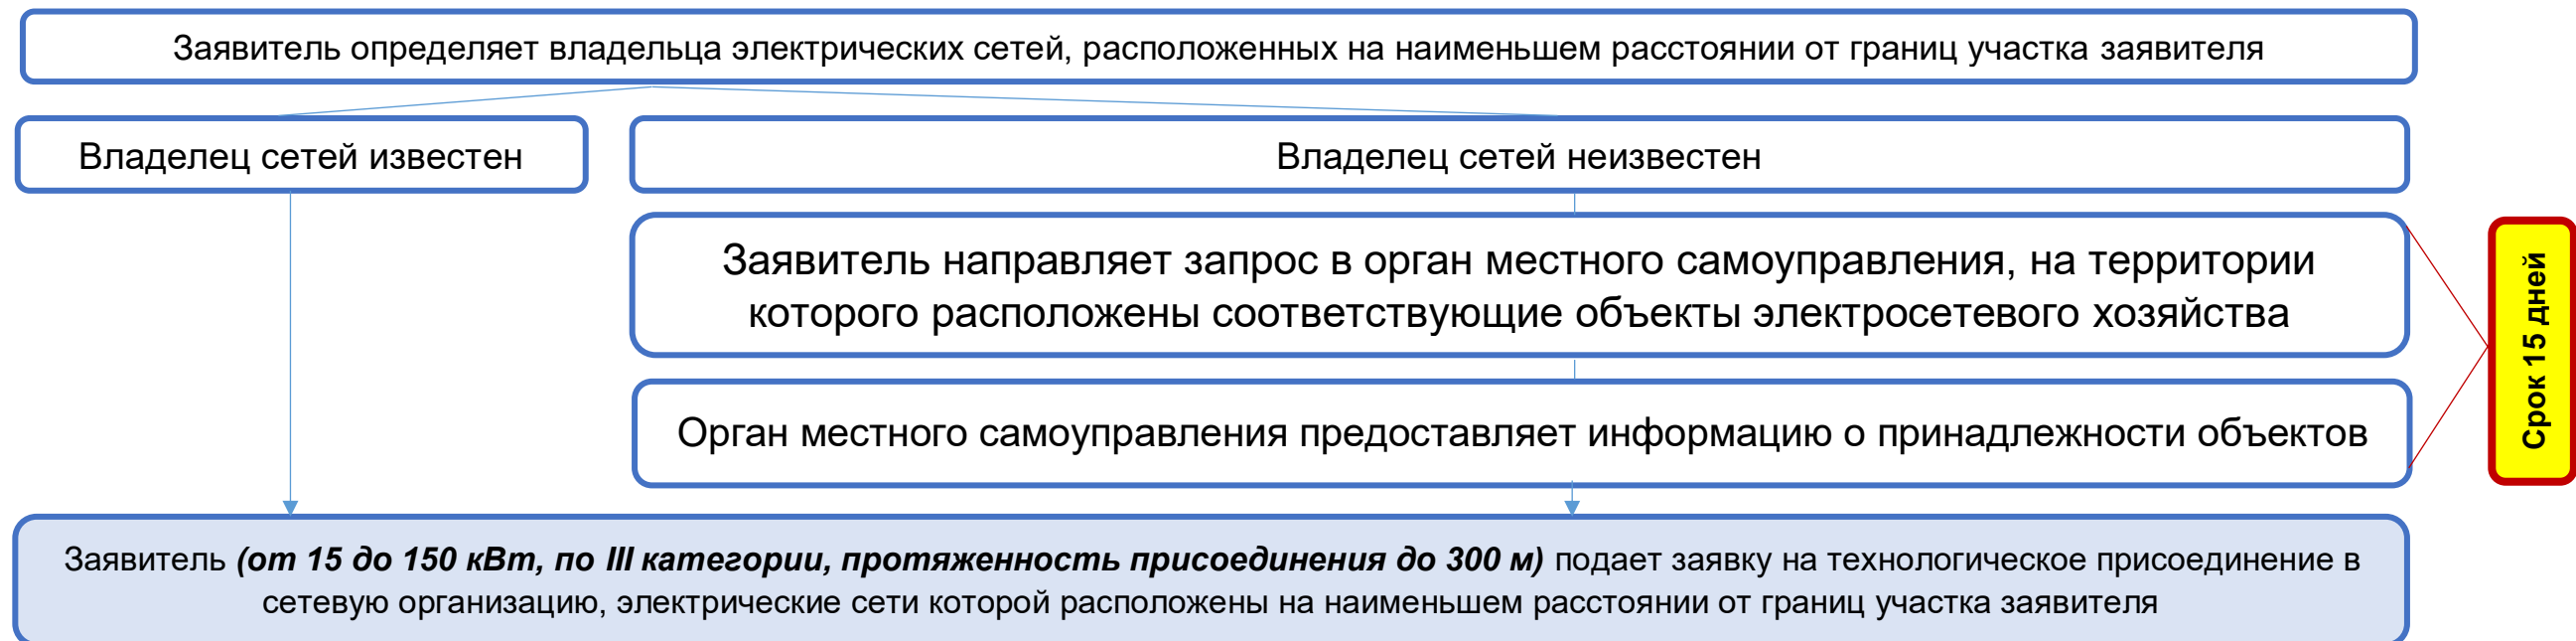 Заявитель определяет владельца электрических сетей, расположенных на наименьшем расстоянии от границ участка заявителя
Владелец сетей известен
Владелец сетей неизвестен
Заявитель направляет запрос в орган местного самоуправления, на территории
которого расположены соответствующие объекты электросетевого хозяйства
Орган местного самоуправления предоставляет информацию о принадлежности объектов
Срок 15 дней
Заявитель (от 15 до 150 кВт, по III категории, протяженность присоединения до 300 м) подает заявку на технологическое присоединение в
сетевую организацию, электрические сети которой расположены на наименьшем расстоянии от границ участка заявителя